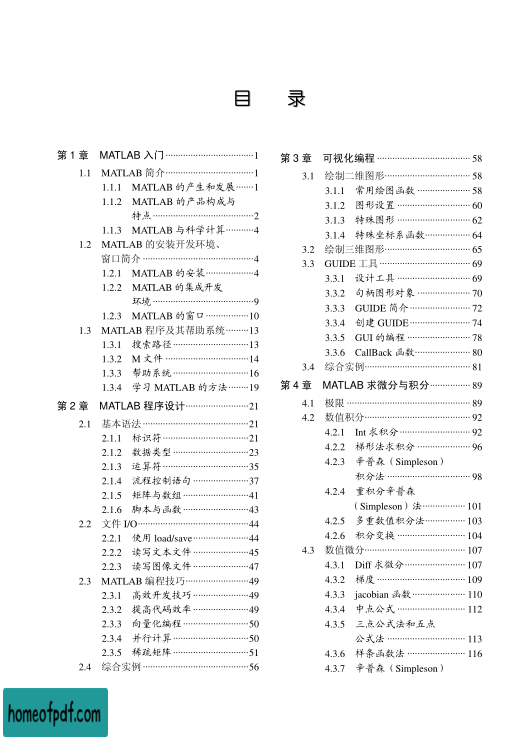 目 录
第 1 章 MATLAB 入门 1
1.1 MATLAB 简介 1
1.1.1 MATLAB 的产生和发展 1
1.1.2 MATLAB 的产品构成与
特点 2
1.1.3 MATLAB 与科学计算 4
1.2 MATLAB 的安装开发环境、
窗口简介 4
1.2.1 MATLAB 的安装 4
1.2.2 MATLAB 的集成开发
环境 9
1.2.3 MATLAB 的窗口 10
1.3 MATLAB 程序及其帮助系统 13
1.3.1 搜索路径 13
1.3.2 M 文件 14
1.3.3 帮助系统 16
1.3.4 学习 MATLAB 的方法 19
第 2 章 MATLAB 程序设计 21
2.1 基本语法 21
2.1.1 标识符 21
2.1.2 数据类型 23
2.1.3 运算符 35
2.1.4 流程控制语句 37
2.1.5 矩阵与数组 41
2.1.6 脚本与函数 43
2.2 文件 I/O 44
2.2.1 使用 load/save 44
2.2.2 读写文本文件 45
2.2.3 读写图像文件 47
2.3 MATLAB 编程技巧 49
2.3.1 高效开发技巧 49
2.3.2 提高代码效率 49
2.3.3 向量化编程 50
2.3.4 并行计算 50
2.3.5 稀疏矩阵 51
2.4 综合实例 56
第 3 章 可视化编程 58
3.1 绘制二维图形 58
3.1.1 常用绘图函数 58
3.1.2 图形设置 60
3.1.3 特殊图形 62
3.1.4 特殊坐标系函数 64
3.2 绘制三维图形 65
3.3 GUIDE 工具 69
3.3.1 设计工具 69
3.3.2 句柄图形对象 70
3.3.3 GUIDE 简介 72
3.3.4 创建 GUIDE 74
3.3.5 GUI 的编程 78
3.3.6 CallBack 函数 80
3.4 综合实例 81
第 4 章 MATLAB 求微分与积分 89
4.1 极限 89
4.2 数值积分 92
4.2.1 Int 求积分 92
4.2.2 梯形法求积分 96
4.2.3 辛普森（Simpleson）
积分法 98
4.2.4 重积分辛普森
（Simpleson）法 101
4.2.5 多重数值积分法 103
4.2.6 积分变换 104
4.3 数值微分 107
4.3.1 Diff 求微分 107
4.3.2 梯度 109
4.3.3 jacobian 函数 110
4.3.4 中点公式 112
4.3.5 三点公式法和五点
公式法 113
4.3.6 样条函数法 116
4.3.7 辛普森（Simpleson）
homeofpdf.com